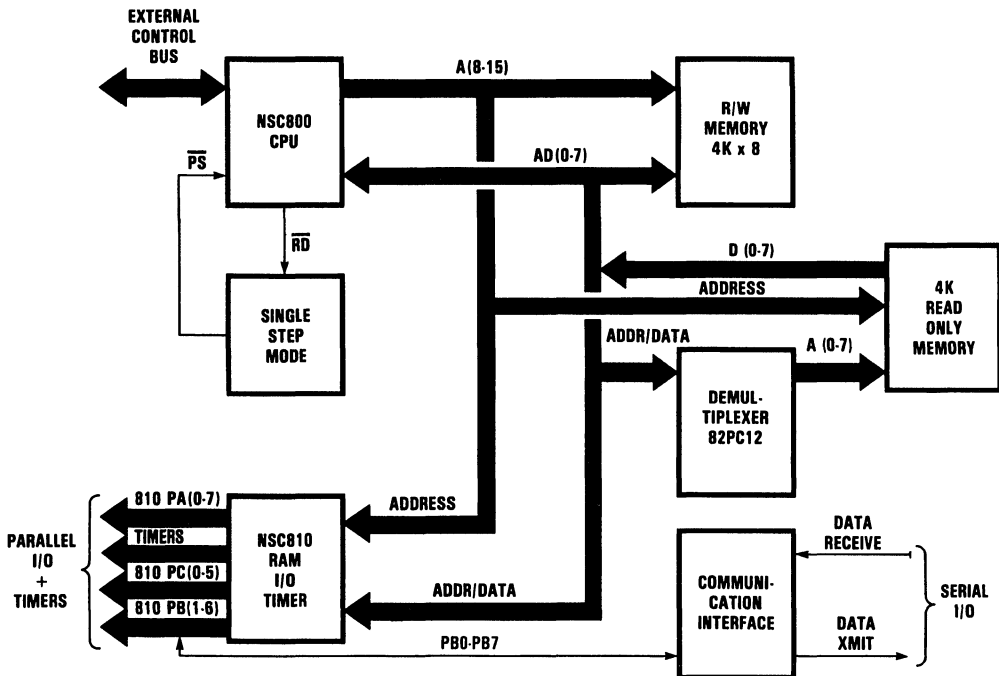 EXTERNAL
CONTROL
BUS
NSC800
CPU
A(8-15)
AD(0-7)
R/W
MEMORY
4K x 8
PS
RD
SINGLE
STEP
MODE
D (0-7)
ADDRESS
4K
READ
ONLY
MEMORY
ADDR/DATA
A (0-7)
DEMUL-
TIPLEXER
82PC12
PARALLEL
I/O
+
TIMERS
810 PA(0-7)
TIMERS
810 PC(0-5)
810 PB(1-6)
NSC810
RAM
I/O
TIMER
ADDRESS
ADDR/DATA
PB0-PB7
COMMUNI-
CATION
INTERFACE
DATA
RECEIVE
DATA
XMIT
SERIAL
I/O